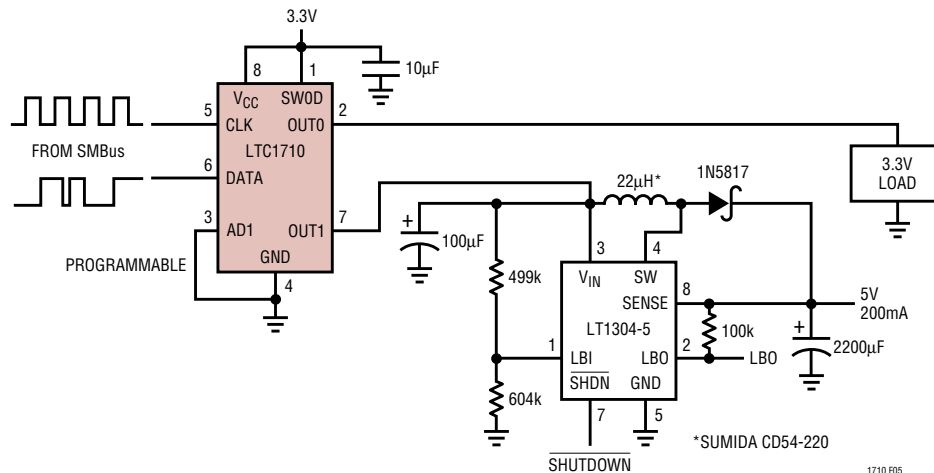 3.3V
8
1
10µF
VCC
SW0D
5
CLK
OUT0
2
LTC1710
FROM SMBus
6
DATA
3
AD1
OUT1
7
GND
4
PROGRAMMABLE
3.3V
LOAD
22µH*
1N5817
+
100µF
499k
604k
3
4
VIN
SW
SENSE
8
LT1304-5
1
LBI
LBO
2
SHDN
GND
7
5
SHUTDOWN
100k
LBO
5V
200mA
+
2200µF
*SUMIDA CD54-220
1710 F05